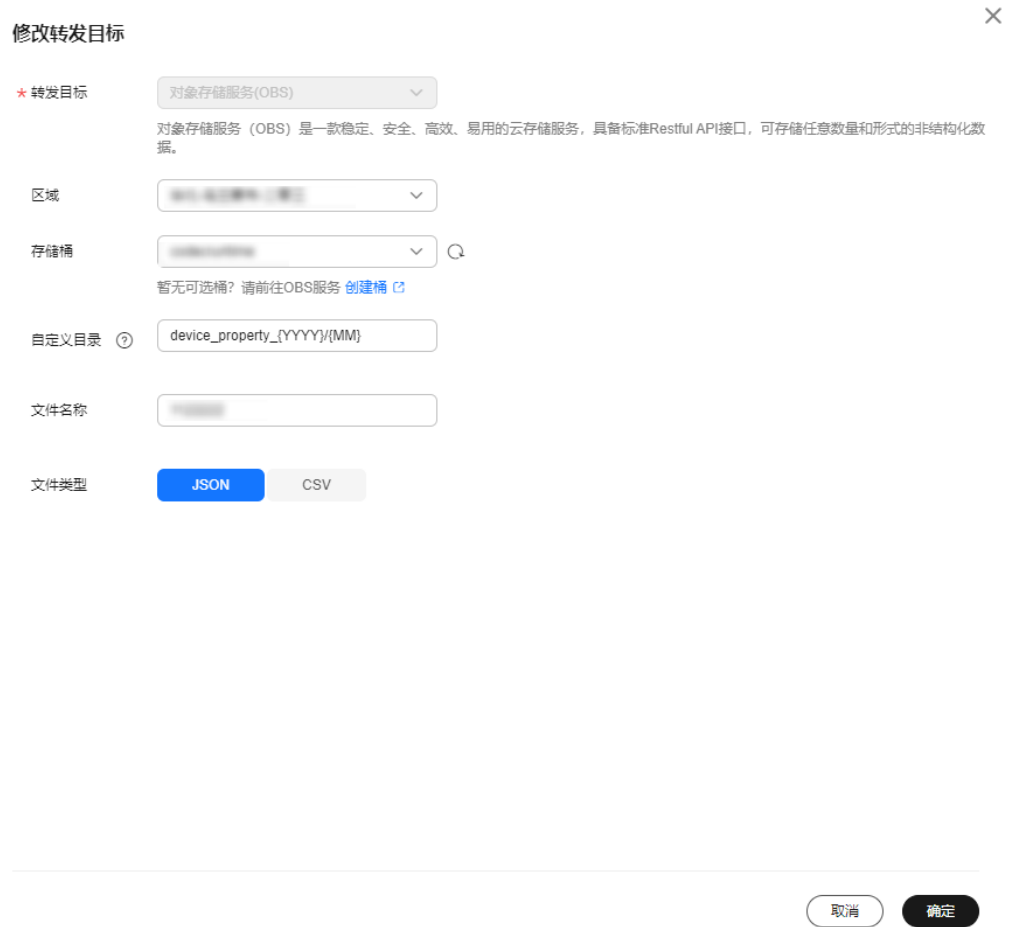 修改转发目标
* 转发目标
对象存储服务(OBS)
对象存储服务（OBS）是一款稳定、安全、高效、易用的云存储服务，具备标准Restful API接口，可存储任意数量和形式的非结构化数
据。
区域
存储桶
暂无可选桶？请前往OBS服务 创建桶
自定义目录 ?
device_property_{YYYY}/{MM}
文件名称
文件类型
JSON CSV
取消 确定